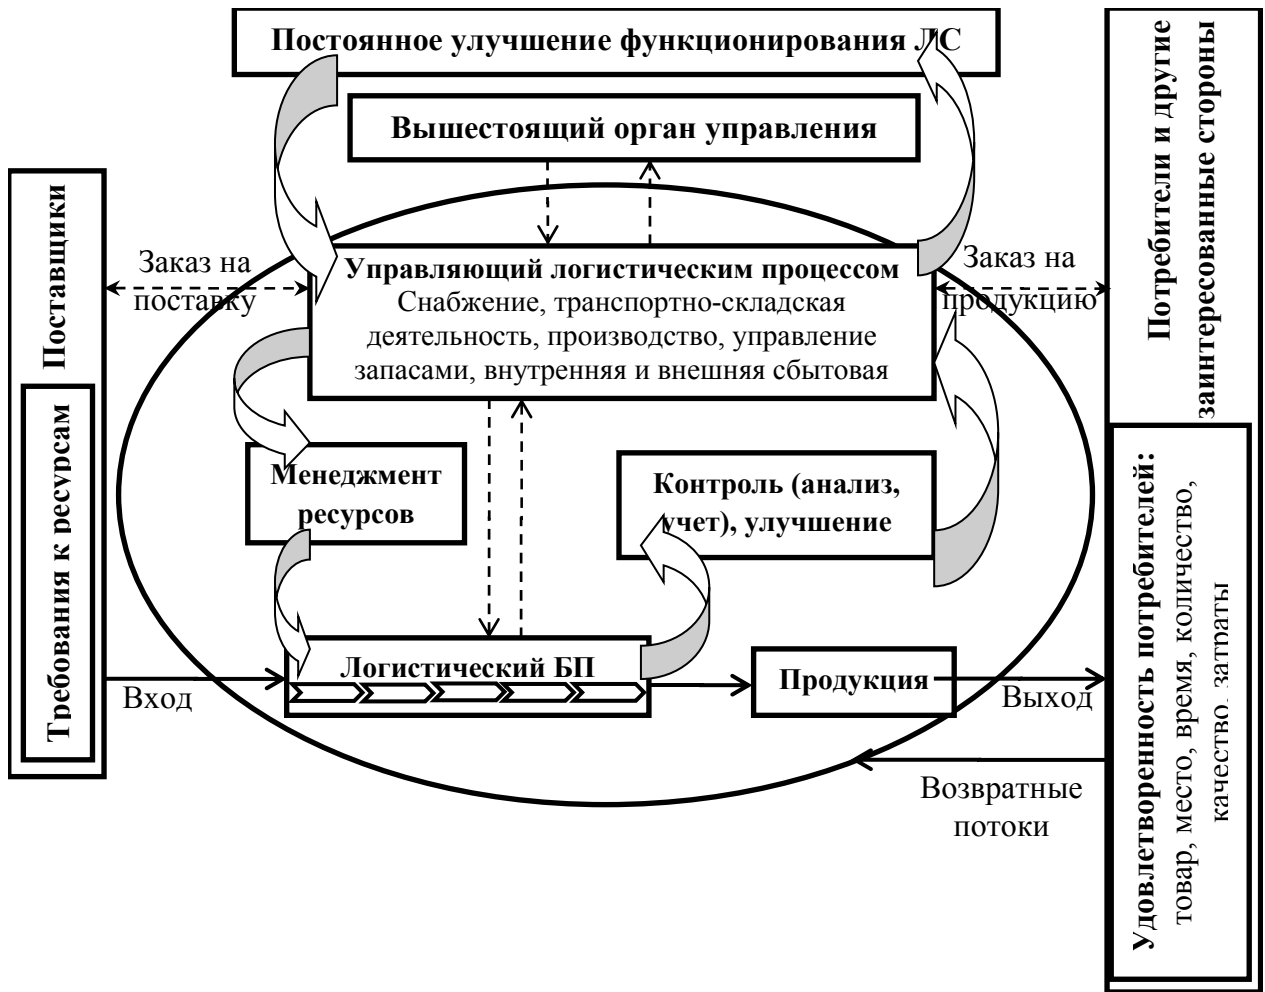 Постоянное улучшение функционирования ЛС
Вышестоящий орган управления
Поставщики
Требования к ресурсам
Заказ на
поставку
Управляющий логистическим процессом
Снабжение, транспортно-складская
деятельность, производство, управление
запасами, внутренняя и внешняя сбытовая
Заказ на
продукцию
Потребители и другие
заинтересованные стороны
Менеджмент
ресурсов
Контроль (анализ,
учет), улучшение
Логистический БП
Продукция
Вход
Выход
Возвратные
потоки
Удовлетворенность потребителей:
товар, место, время, количество,
качество, затраты